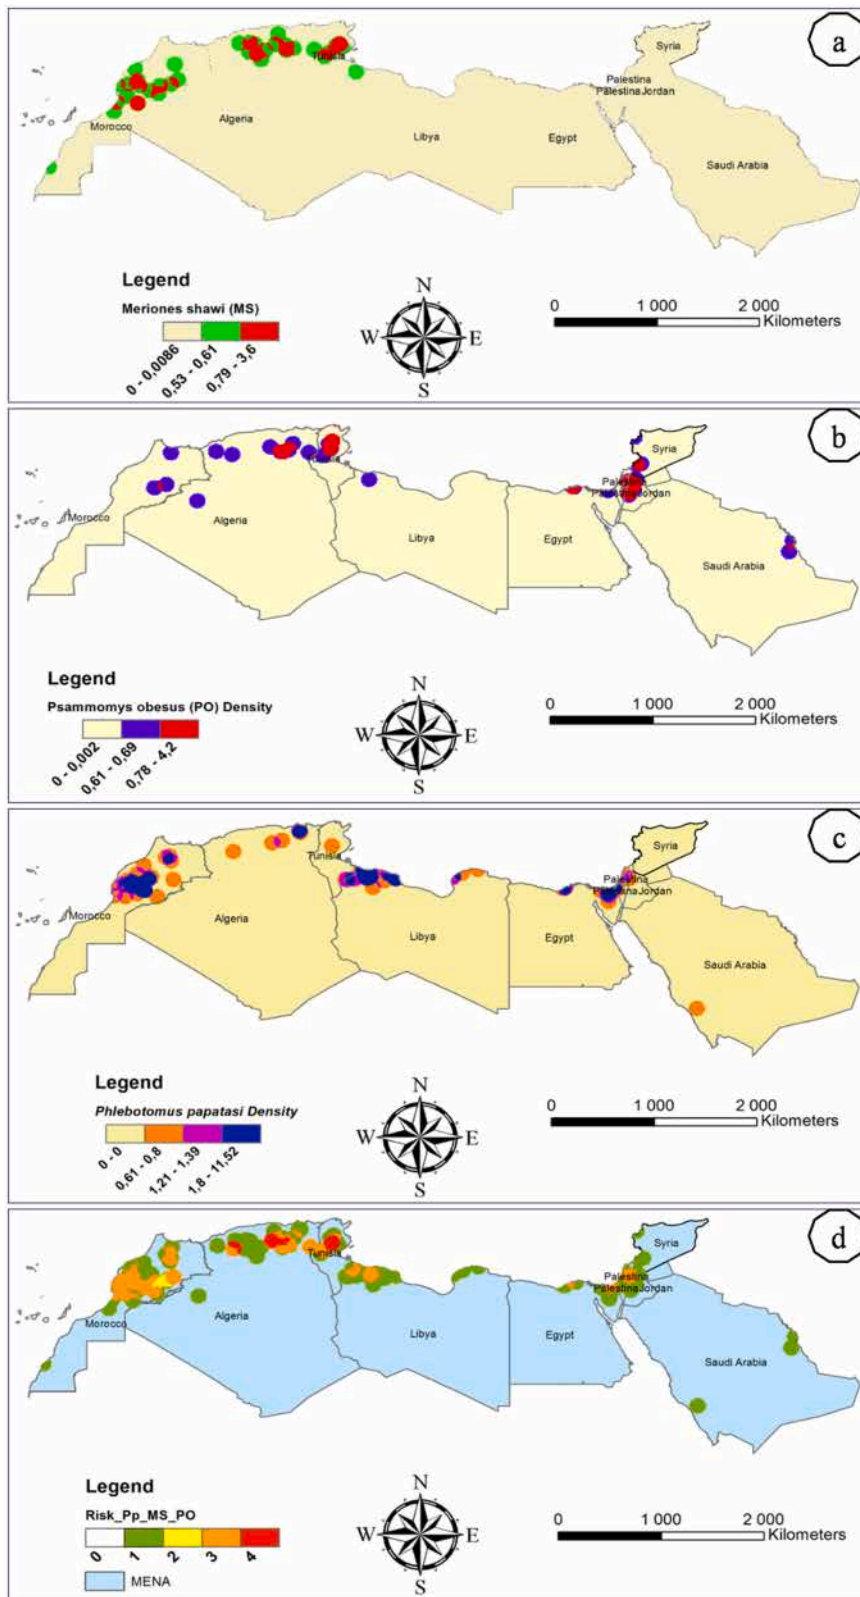 a
Syria
Tunisia
Palestina
PalestinaJordan
Morocco
Algeria
Libya
Egypt
Saudi Arabia
Legend
Meriones shawi (MS)
0 - 0,0086
0,53 - 0,61
0,79 - 3,6
N
W
E
S
0
1 000
2 000
Kilometers
b
Syria
Palestina
PalestinaJordan
Morocco
Algeria
Libya
Egypt
Saudi Arabia
Legend
Psammomys obesus (PO) Density
0 - 0,002
0,61 - 0,69
0,78 - 4,2
N
W
E
S
0
1 000
2 000
Kilometers
c
Syria
Tunisia
Palestina
PalestinaJordan
Morocco
Algeria
Libya
Egypt
Saudi Arabia
Legend
Phlebotomus papatasi Density
0 - 0
0,61 - 0,8
1,21 - 1,39
1,8 - 11,52
N
W
E
S
0
1 000
2 000
Kilometers
d
Syria
Tunisia
Palestina
PalestinaJordan
Morocco
Algeria
Libya
Egypt
Saudi Arabia
Legend
Risk_Pp_MS_PO
0
1
2
3
4
MENA
N
W
E
S
0
1 000
2 000
Kilometers